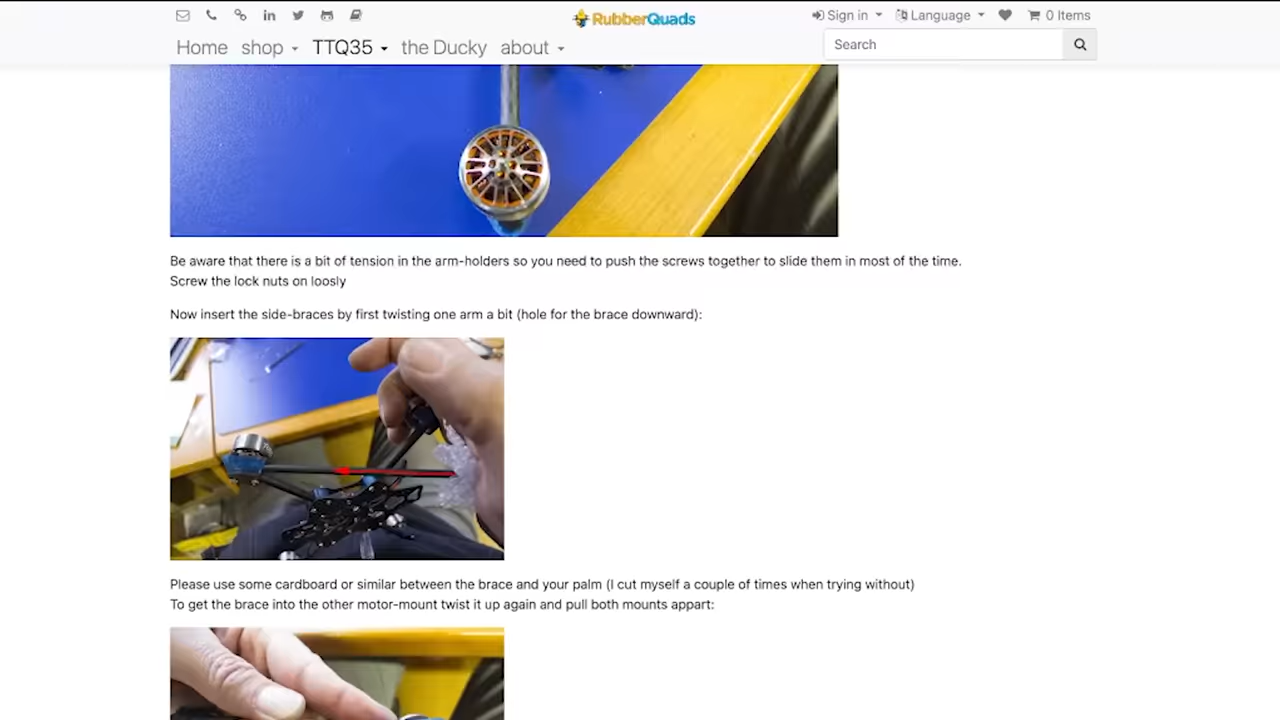 RubberQuads
Sign in
Language
0 Items
Home shop TTQ35 the Ducky about
Search
Be aware that there is a bit of tension in the arm-holders so you need to push the screws together to slide them in most of the time.
Screw the lock nuts on loosly
Now insert the side-braces by first twisting one arm a bit (hole for the brace downward):
Please use some cardboard or similar between the brace and your palm (I cut myself a couple of times when trying without)
To get the brace into the other motor-mount twist it up again and pull both mounts appart: